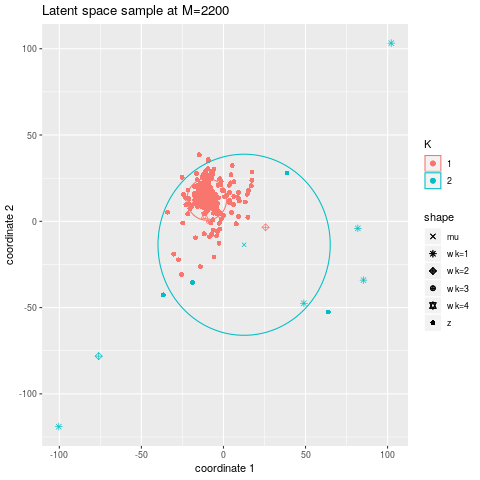 Latent space sample at M=2200
100
50
0
-50
-100
-100
-50
0
50
100
coordinate 1
coordinate 2
K
1
2
shape
mu
w k=1
w k=2
w k=3
w k=4
z